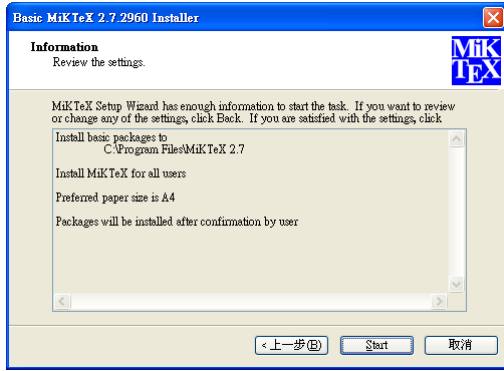 Basic MiKTeX 2.7.2960 Installer
Information
Review the settings.
MiK
TEX
MiKTeX Setup Wizard has enough information to start the task. If you want to review
or change any of the settings, click Back. If you are satisfied with the settings, click
Install basic packages to
C:\Program Files\MiKTeX 2.7
Install MiKTeX for all users
Preferred paper size is A4
Packages will be installed after confirmation by user
<上一步(B) Start 取消